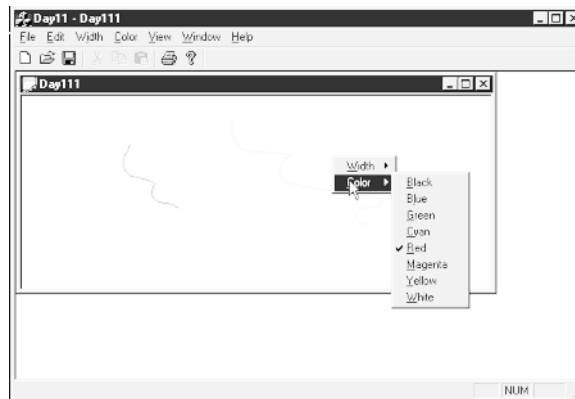 Day11 - Day111
File Edit Width Color View Window Help
Day111
Width
Color
Black
Blue
Green
Cyan
Red
Magenta
Yellow
White
NUM